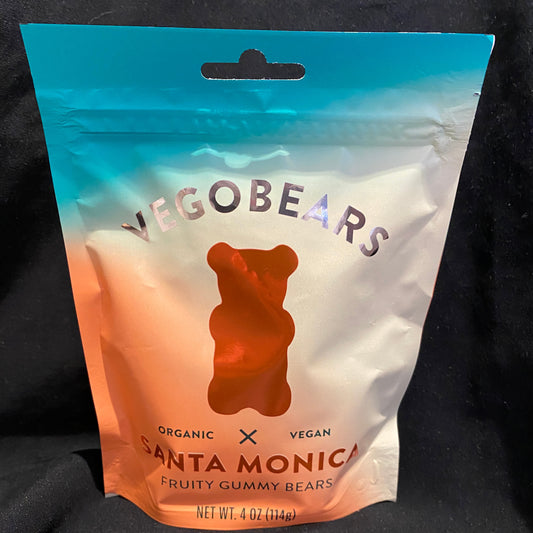 VEGOBEARS
ORGANIC X VEGAN
SANTA MONICA
FRUITY GUMMY BEARS
NET WT. 4 OZ (114g)